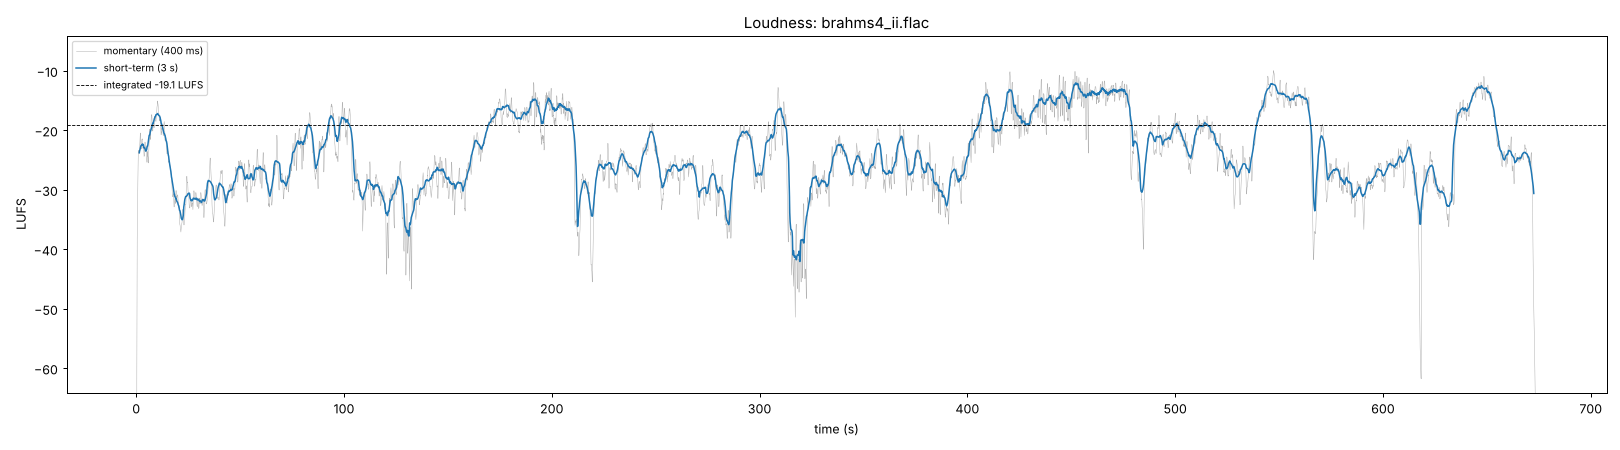 Loudness: brahms4_ii.flac
momentary (400 ms)
short-term (3 s)
integrated -19.1 LUFS
−10
−20
−30
−40
−50
−60
LUFS
0 100 200 300 400 500 600 700
time (s)